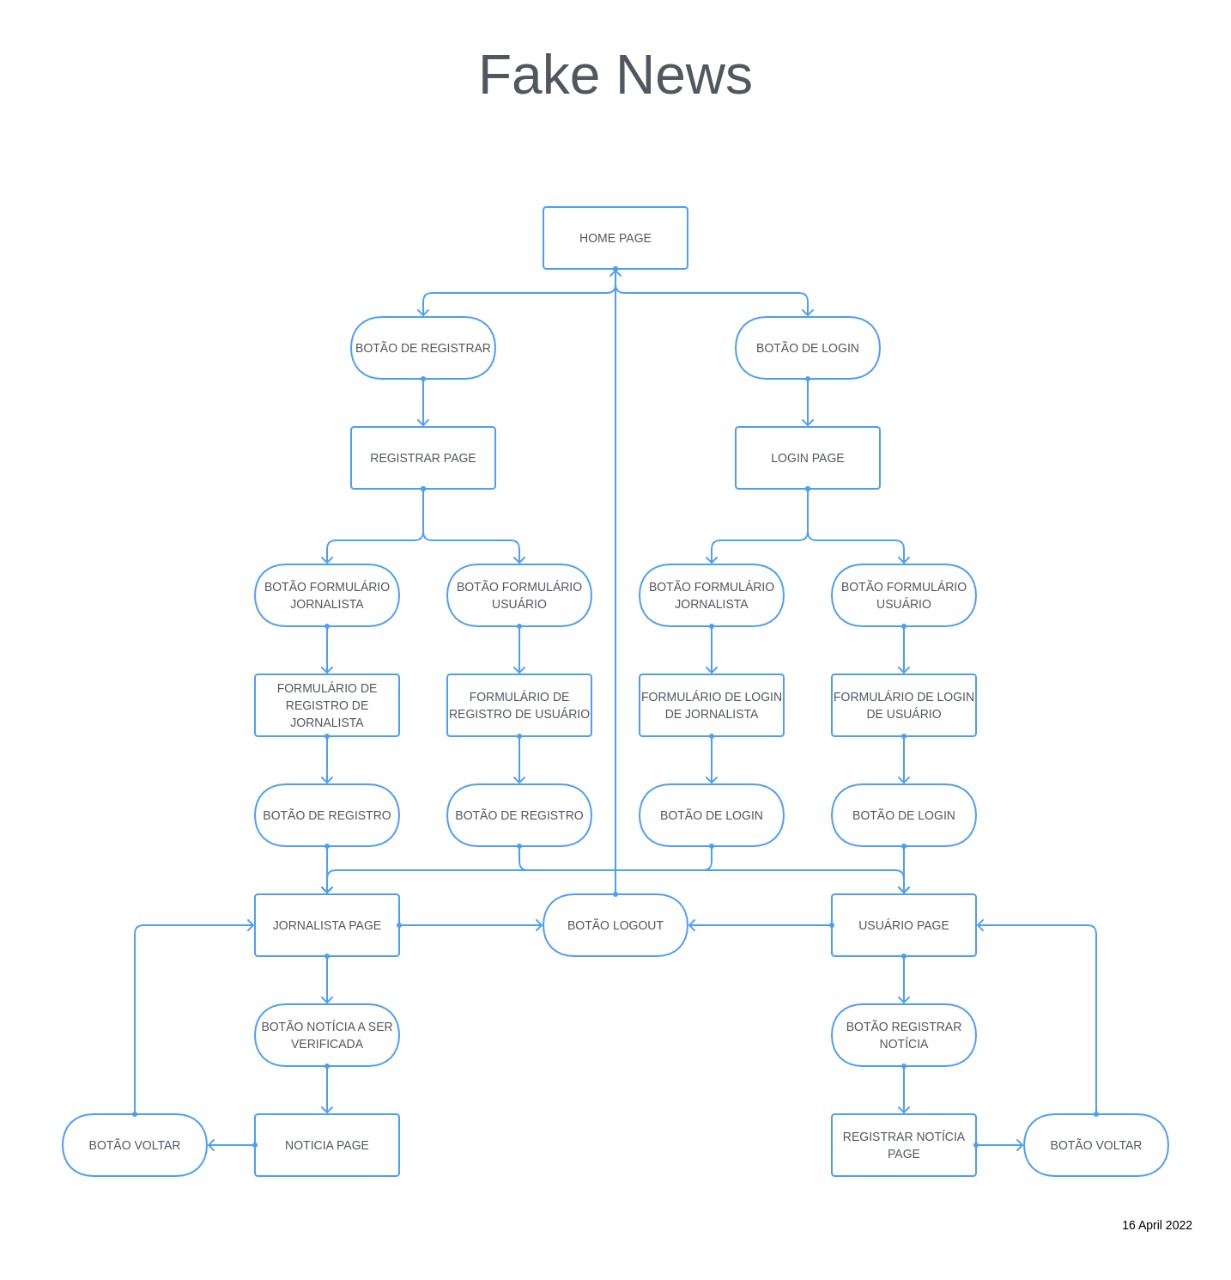 Fake News
HOME PAGE
BOTÃO DE REGISTRAR
BOTÃO DE LOGIN
REGISTRAR PAGE
LOGIN PAGE
BOTÃO FORMULÁRIO
JORNALISTA
BOTÃO FORMULÁRIO
USUÁRIO
BOTÃO FORMULÁRIO
JORNALISTA
BOTÃO FORMULÁRIO
USUÁRIO
FORMULÁRIO DE
REGISTRO DE
JORNALISTA
FORMULÁRIO DE
REGISTRO DE USUÁRIO
FORMULÁRIO DE LOGIN
DE JORNALISTA
FORMULÁRIO DE LOGIN
DE USUÁRIO
BOTÃO DE REGISTRO
BOTÃO DE REGISTRO
BOTÃO DE LOGIN
BOTÃO DE LOGIN
JORNALISTA PAGE
BOTÃO LOGOUT
USUÁRIO PAGE
BOTÃO NOTÍCIA A SER
VERIFICADA
BOTÃO REGISTRAR
NOTÍCIA
BOTÃO VOLTAR
NOTICIA PAGE
REGISTRAR NOTÍCIA
PAGE
BOTÃO VOLTAR
16 April 2022